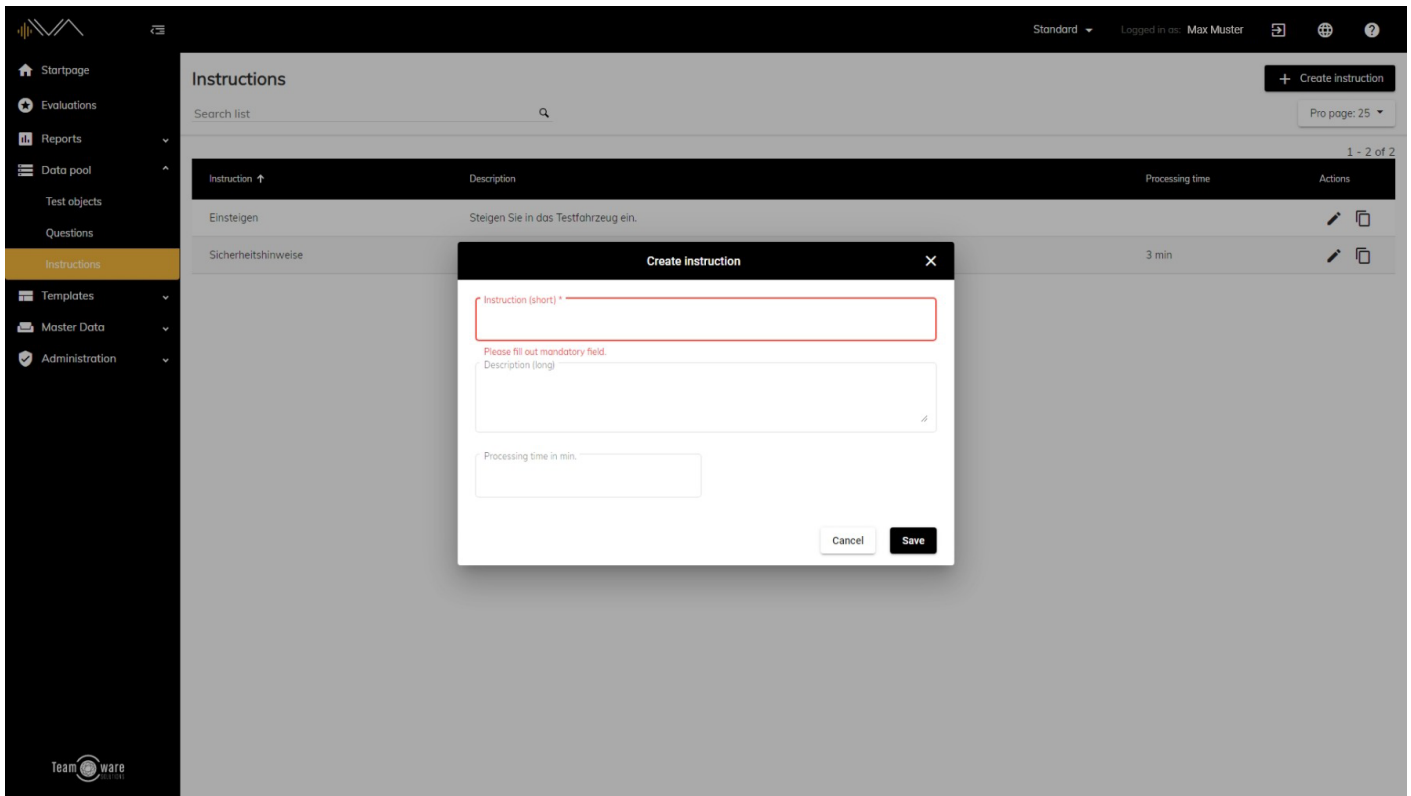 Standard
Logged in as: Max Muster
Startpage
Evaluations
Reports
Data pool
Test objects
Questions
Instructions
Templates
Master Data
Administration
Team ware
SOLUTIONS
Instructions
+ Create instruction
Search list
Pro page: 25
1 - 2 of 2
Instruction ↑ Description Processing time Actions
Einsteigen Steigen Sie in das Testfahrzeug ein.
Sicherheitshinweise 3 min
Create instruction
Instruction (short) *
Please fill out mandatory field.
Description (long)
Processing time in min.
Cancel Save